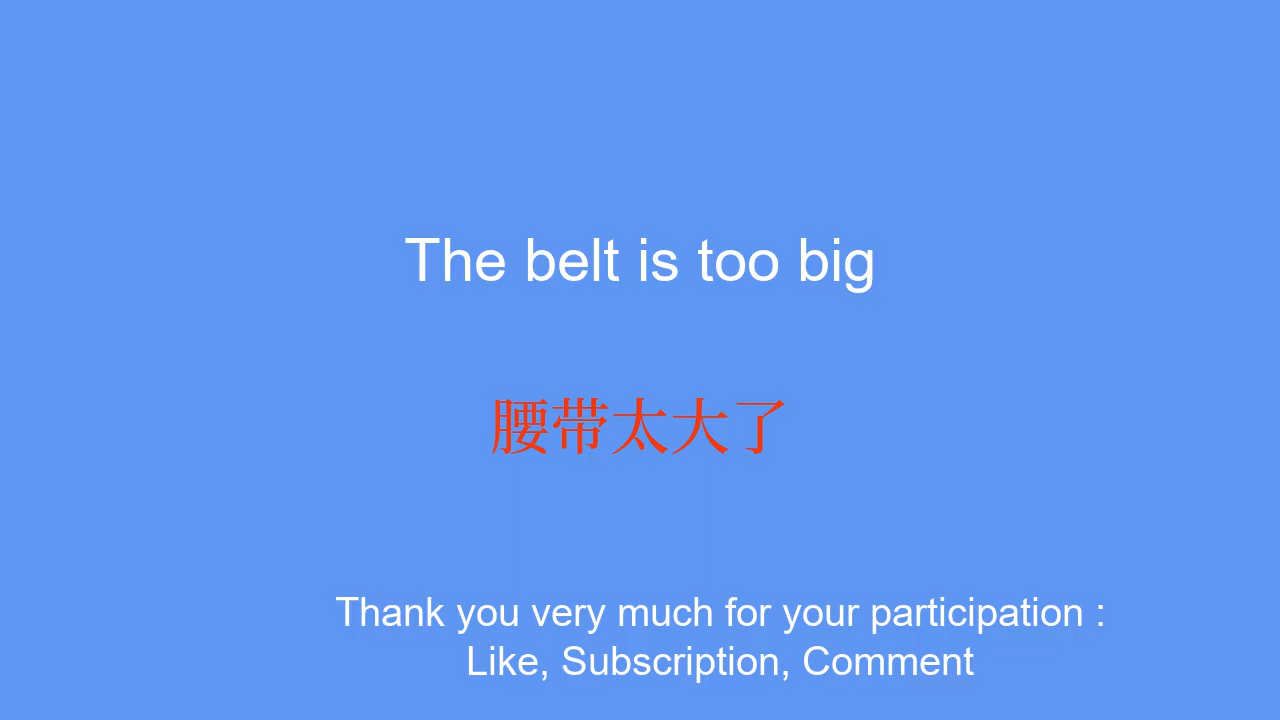 The belt is too big
腰带太大了
Thank you very much for your participation :
Like, Subscription, Comment